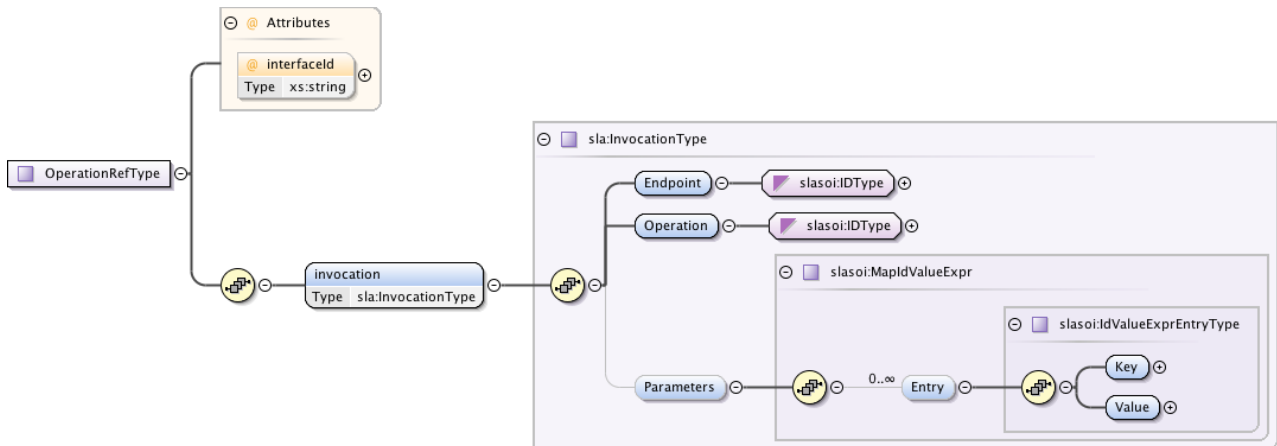 @ Attributes
@ interfaceId
Type xs:string
OperationRefType
invocation
Type sla:InvocationType
sla:InvocationType
Endpoint
slasoi:IDType
Operation
slasoi:IDType
slasoi:MapIdValueExpr
slasoi:IdValueExprEntryType
Parameters
0..∞
Entry
Key
Value